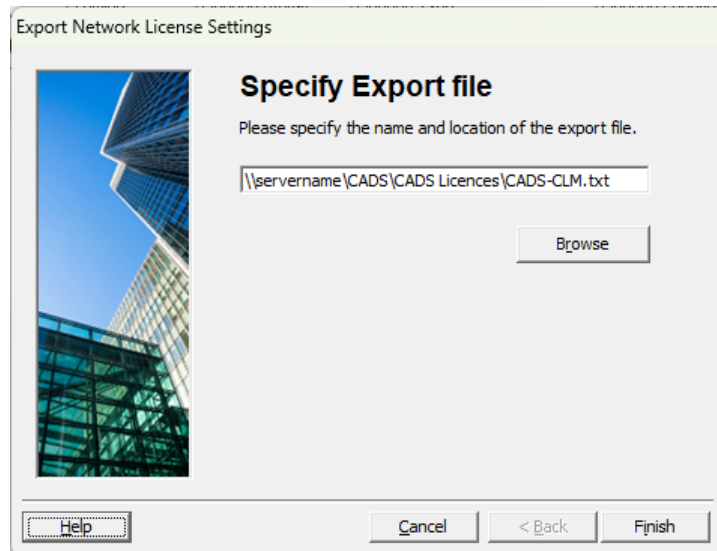 Export Network License Settings
Specify Export file
Please specify the name and location of the export file.
\\servername\CADS\CADS Licences\CADS-CLM.txt
Browse
Help
Cancel
< Back
Finish